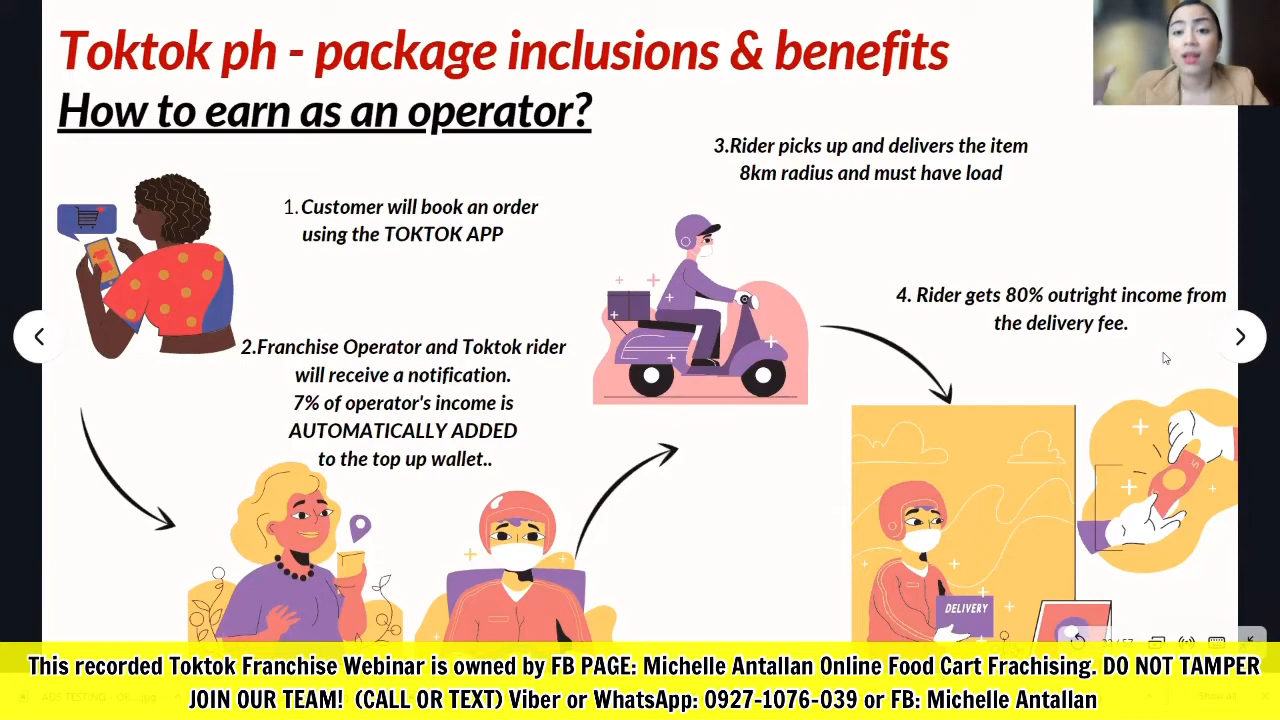 Toktok ph - package inclusions & benefits
How to earn as an operator?
3.Rider picks up and delivers the item
8km radius and must have load
1.Customer will book an order
using the TOKTOK APP
4. Rider gets 80% outright income from
the delivery fee.
2.Franchise Operator and Toktok rider
will receive a notification.
7% of operator's income is
AUTOMATICALLY ADDED
to the top up wallet..
DELIVERY
This recorded Toktok Franchise Webinar is owned by FB PAGE: Michelle Antallan Online Food Cart Frachising. DO NOT TAMPER
JOIN OUR TEAM! (CALL OR TEXT) Viber or WhatsApp: 0927-1076-039 or FB: Michelle Antallan
Show all